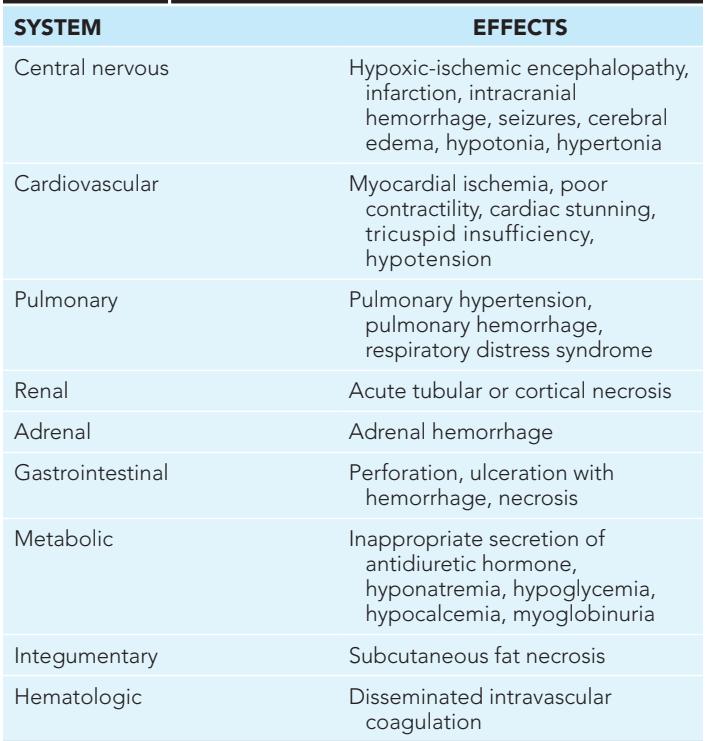 SYSTEM EFFECTS
Central nervous Hypoxic-ischemic encephalopathy,
infarction, intracranial
hemorrhage, seizures, cerebral
edema, hypotonia, hypertonia
Cardiovascular Myocardial ischemia, poor
contractility, cardiac stunning,
tricuspid insufficiency,
hypotension
Pulmonary Pulmonary hypertension,
pulmonary hemorrhage,
respiratory distress syndrome
Renal Acute tubular or cortical necrosis
Adrenal Adrenal hemorrhage
Gastrointestinal Perforation, ulceration with
hemorrhage, necrosis
Metabolic Inappropriate secretion of
antidiuretic hormone,
hyponatremia, hypoglycemia,
hypocalcemia, myoglobinuria
Integumentary Subcutaneous fat necrosis
Hematologic Disseminated intravascular
coagulation